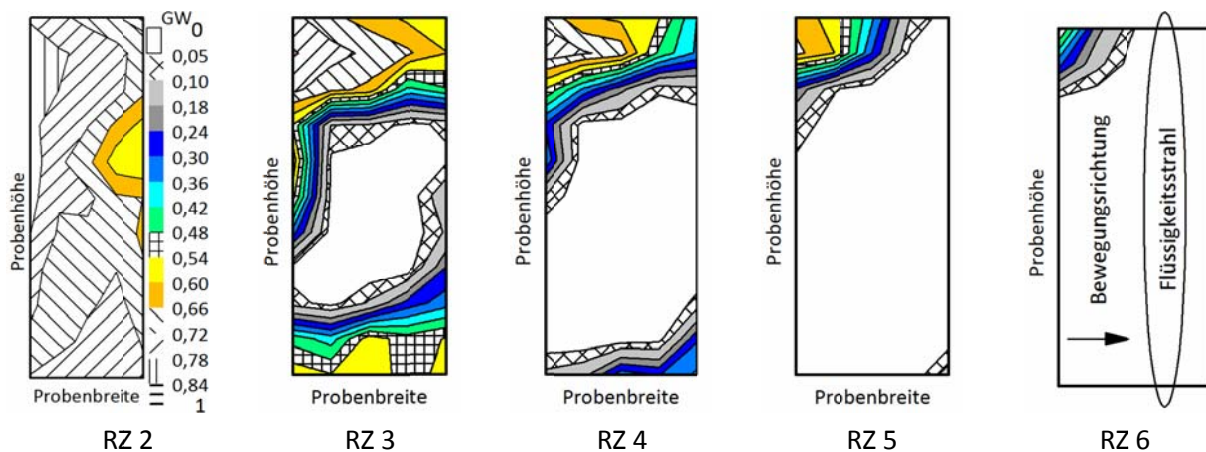 GW
0
0,05
0,10
0,18
0,24
0,30
0,36
0,42
0,48
0,54
0,60
0,66
0,72
0,78
0,84
1
Probenhöhe
Probenbreite
RZ 2
Probenhöhe
Probenbreite
RZ 3
Probenhöhe
Probenbreite
RZ 4
Probenhöhe
Probenbreite
RZ 5
Probenhöhe
Bewegungsrichtung
Flüssigkeitsstrahl
RZ 6